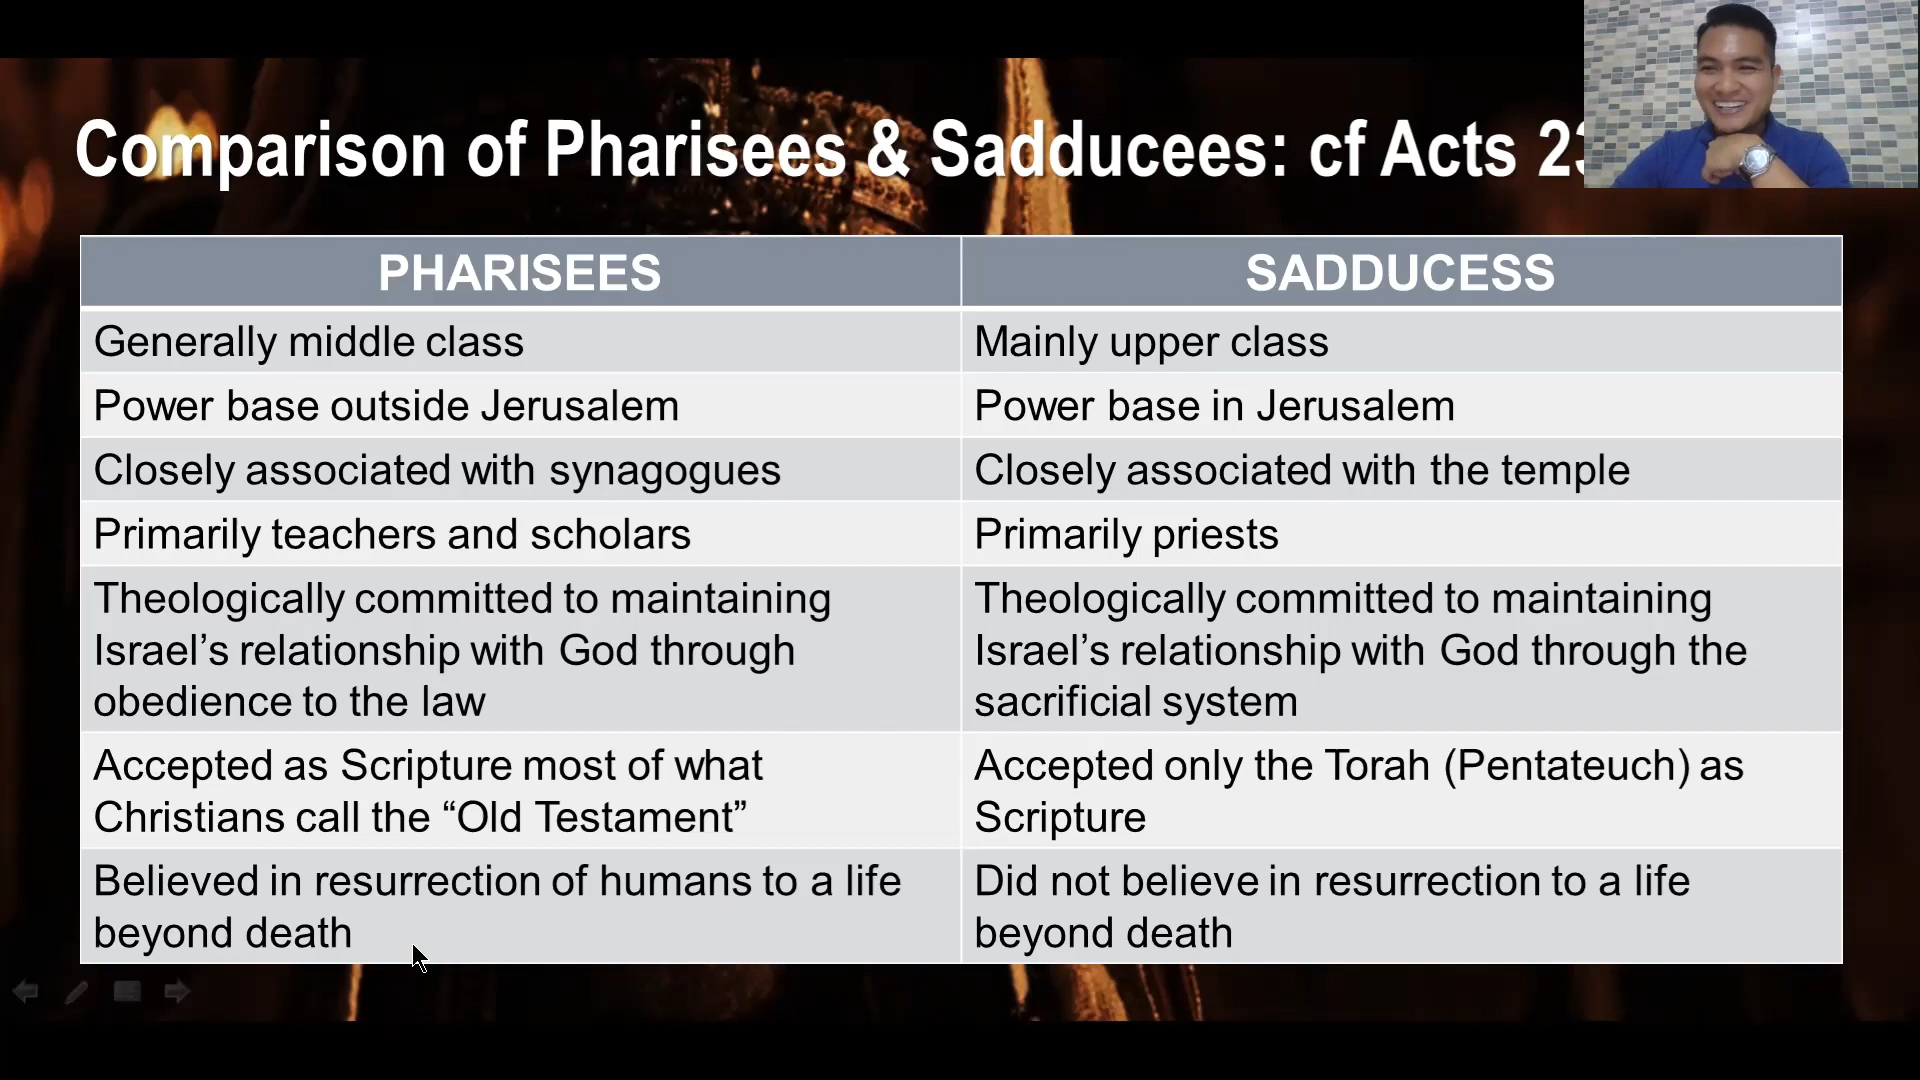 Comparison of Pharisees & Sadducees: cf Acts 23
PHARISEES
SADDUCESS
Generally middle class
Mainly upper class
Power base outside Jerusalem
Power base in Jerusalem
Closely associated with synagogues
Closely associated with the temple
Primarily teachers and scholars
Primarily priests
Theologically committed to maintaining
Israel’s relationship with God through
obedience to the law
Theologically committed to maintaining
Israel’s relationship with God through the
sacrificial system
Accepted as Scripture most of what
Christians call the “Old Testament”
Accepted only the Torah (Pentateuch) as
Scripture
Believed in resurrection of humans to a life
beyond death
Did not believe in resurrection to a life
beyond death